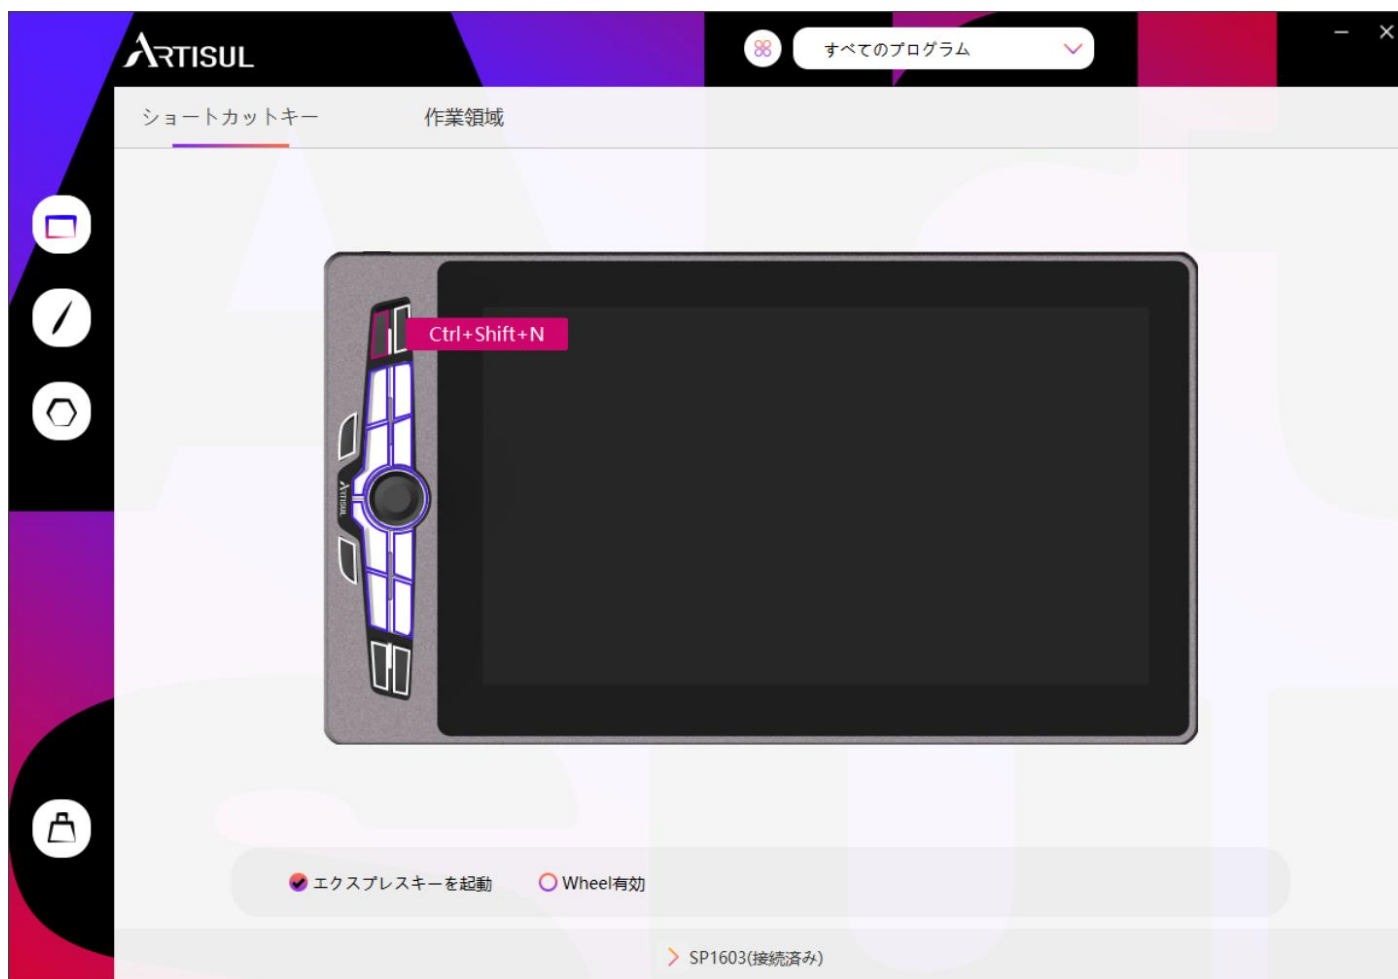 ARTISUL
すべてのプログラム
ショートカットキー
作業領域
Ctrl+Shift+N
ARTISUL
エクスプレスキーを起動
Wheel有効
SP1603(接続済み)